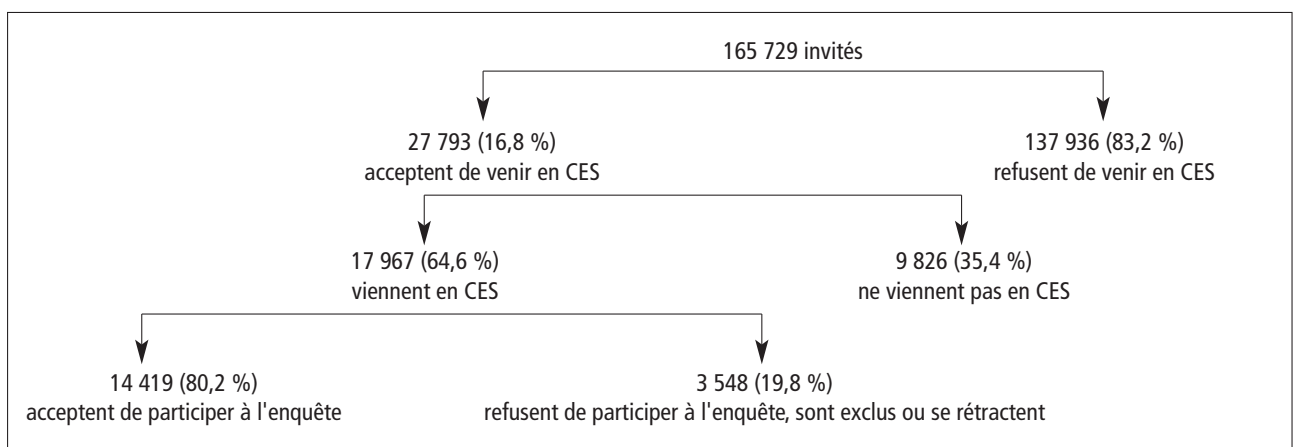 165 729 invités
27 793 (16,8 %)
acceptent de venir en CES
137 936 (83,2 %)
refusent de venir en CES
17 967 (64,6 %)
viennent en CES
9 826 (35,4 %)
ne viennent pas en CES
14 419 (80,2 %)
acceptent de participer à l'enquête
3 548 (19,8 %)
refusent de participer à l'enquête, sont exclus ou se rétractent